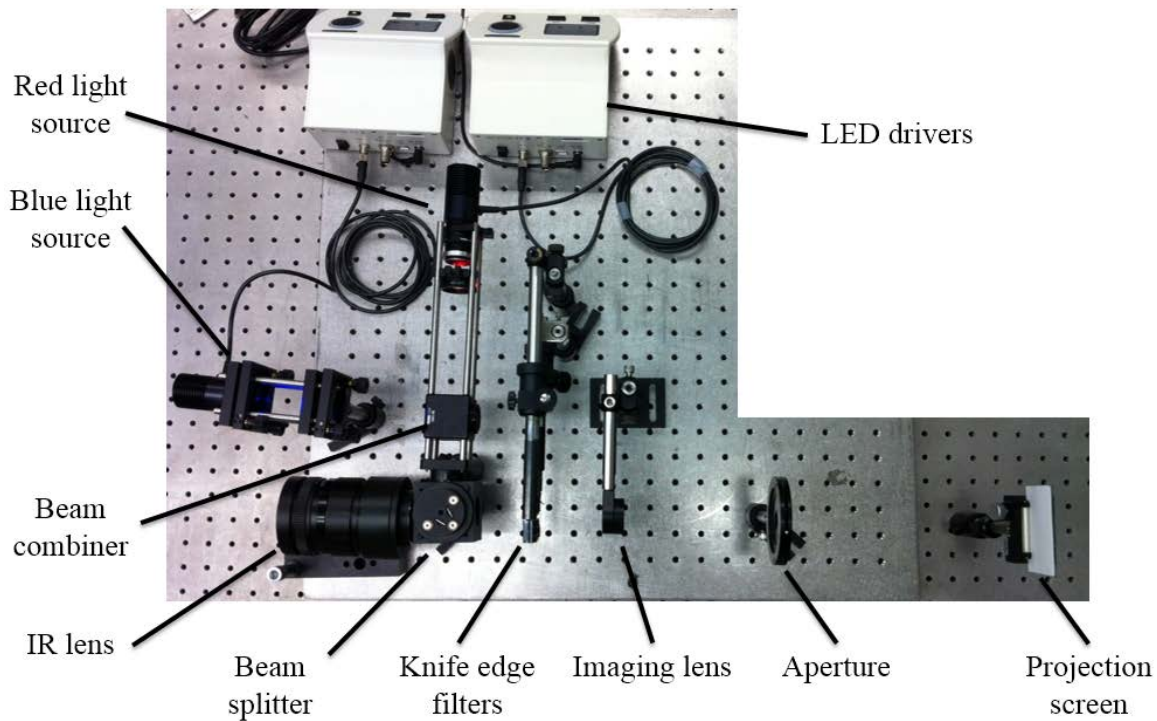 Red light
source
LED drivers
Blue light
source
Beam
combiner
IR lens
Beam
splitter
Knife edge
filters
Imaging lens
Aperture
Projection
screen